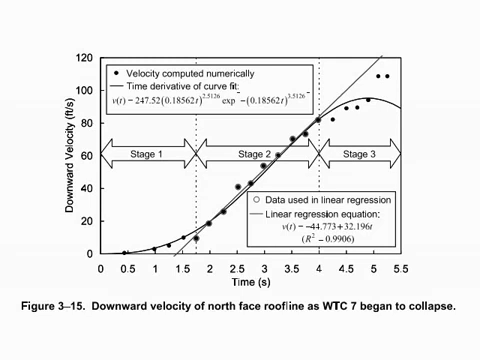 120
100
80
60
40
20
0
Downward Velocity (ft/s)
Velocity computed numerically
Time derivative of curve fit:
v(t) = 247.52(0.18562t)^2.5126 exp[−(0.18562t)^3.5126]
Stage 1
Stage 2
Stage 3
Data used in linear regression
Linear regression equation:
v(t) = −44.773+32.196t
(R² − 0.9906)
0 0.5 1 1.5 2 2.5 3 3.5 4 4.5 5 5.5
Time (s)
Figure 3–15. Downward velocity of north face roofline as WTC 7 began to collapse.